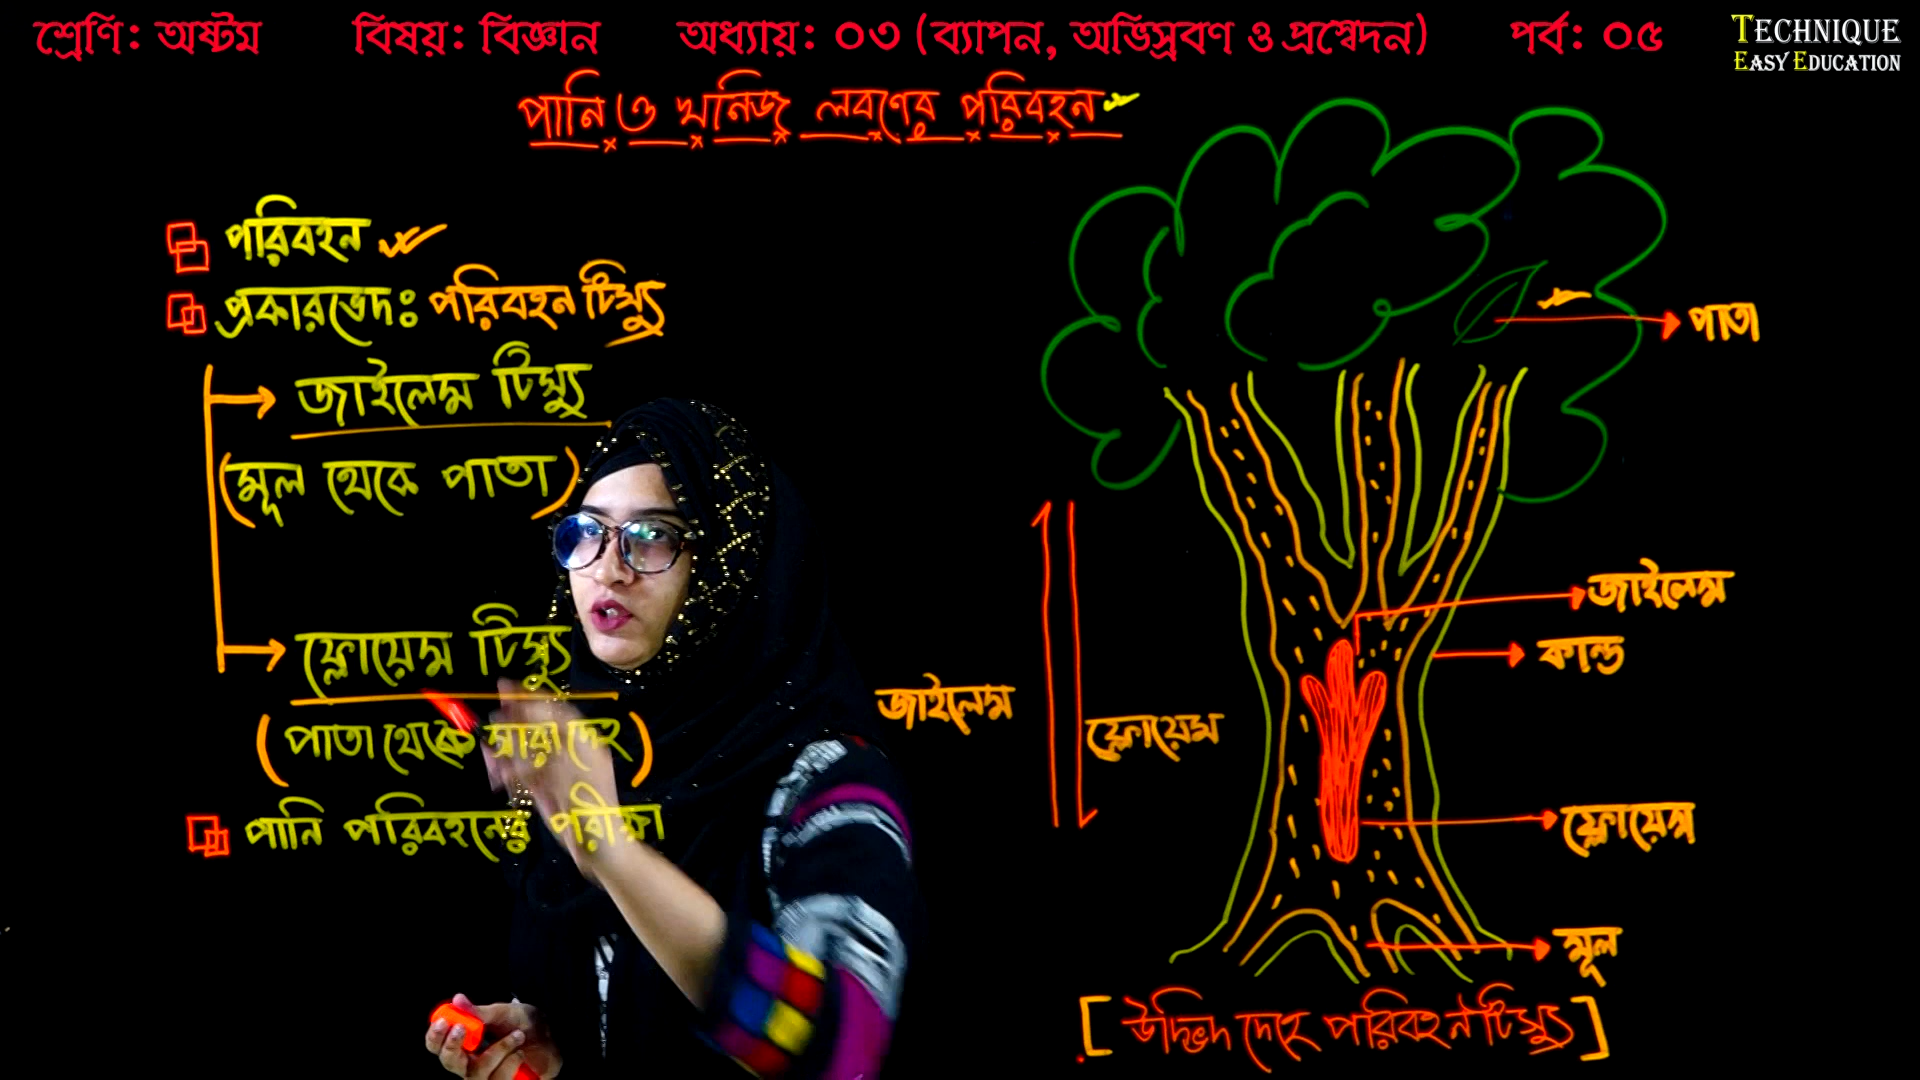 শ্রেণি: অষ্টম বিষয়: বিজ্ঞান অধ্যায়: ০৩ (ব্যাপন, অভিস্রবণ ও প্রস্বেদন) পর্ব: ০৫
TECHNIQUE
EASY EDUCATION
পানি ও খনিজ লবণের পরিবহন
পরিবহন
প্রকারভেদঃ পরিবহন টিস্যু
জাইলেম টিস্যু
(মূল থেকে পাতা)
ফ্লোয়েম টিস্যু
(পাতা থেকে সারা দেহ)
পানি পরিবহনের পরীক্ষা
জাইলেম
ফ্লোয়েম
পাতা
জাইলেম
কান্ড
ফ্লোয়েম
মূল
[উদ্ভিদ দেহে পরিবহন টিস্যু]